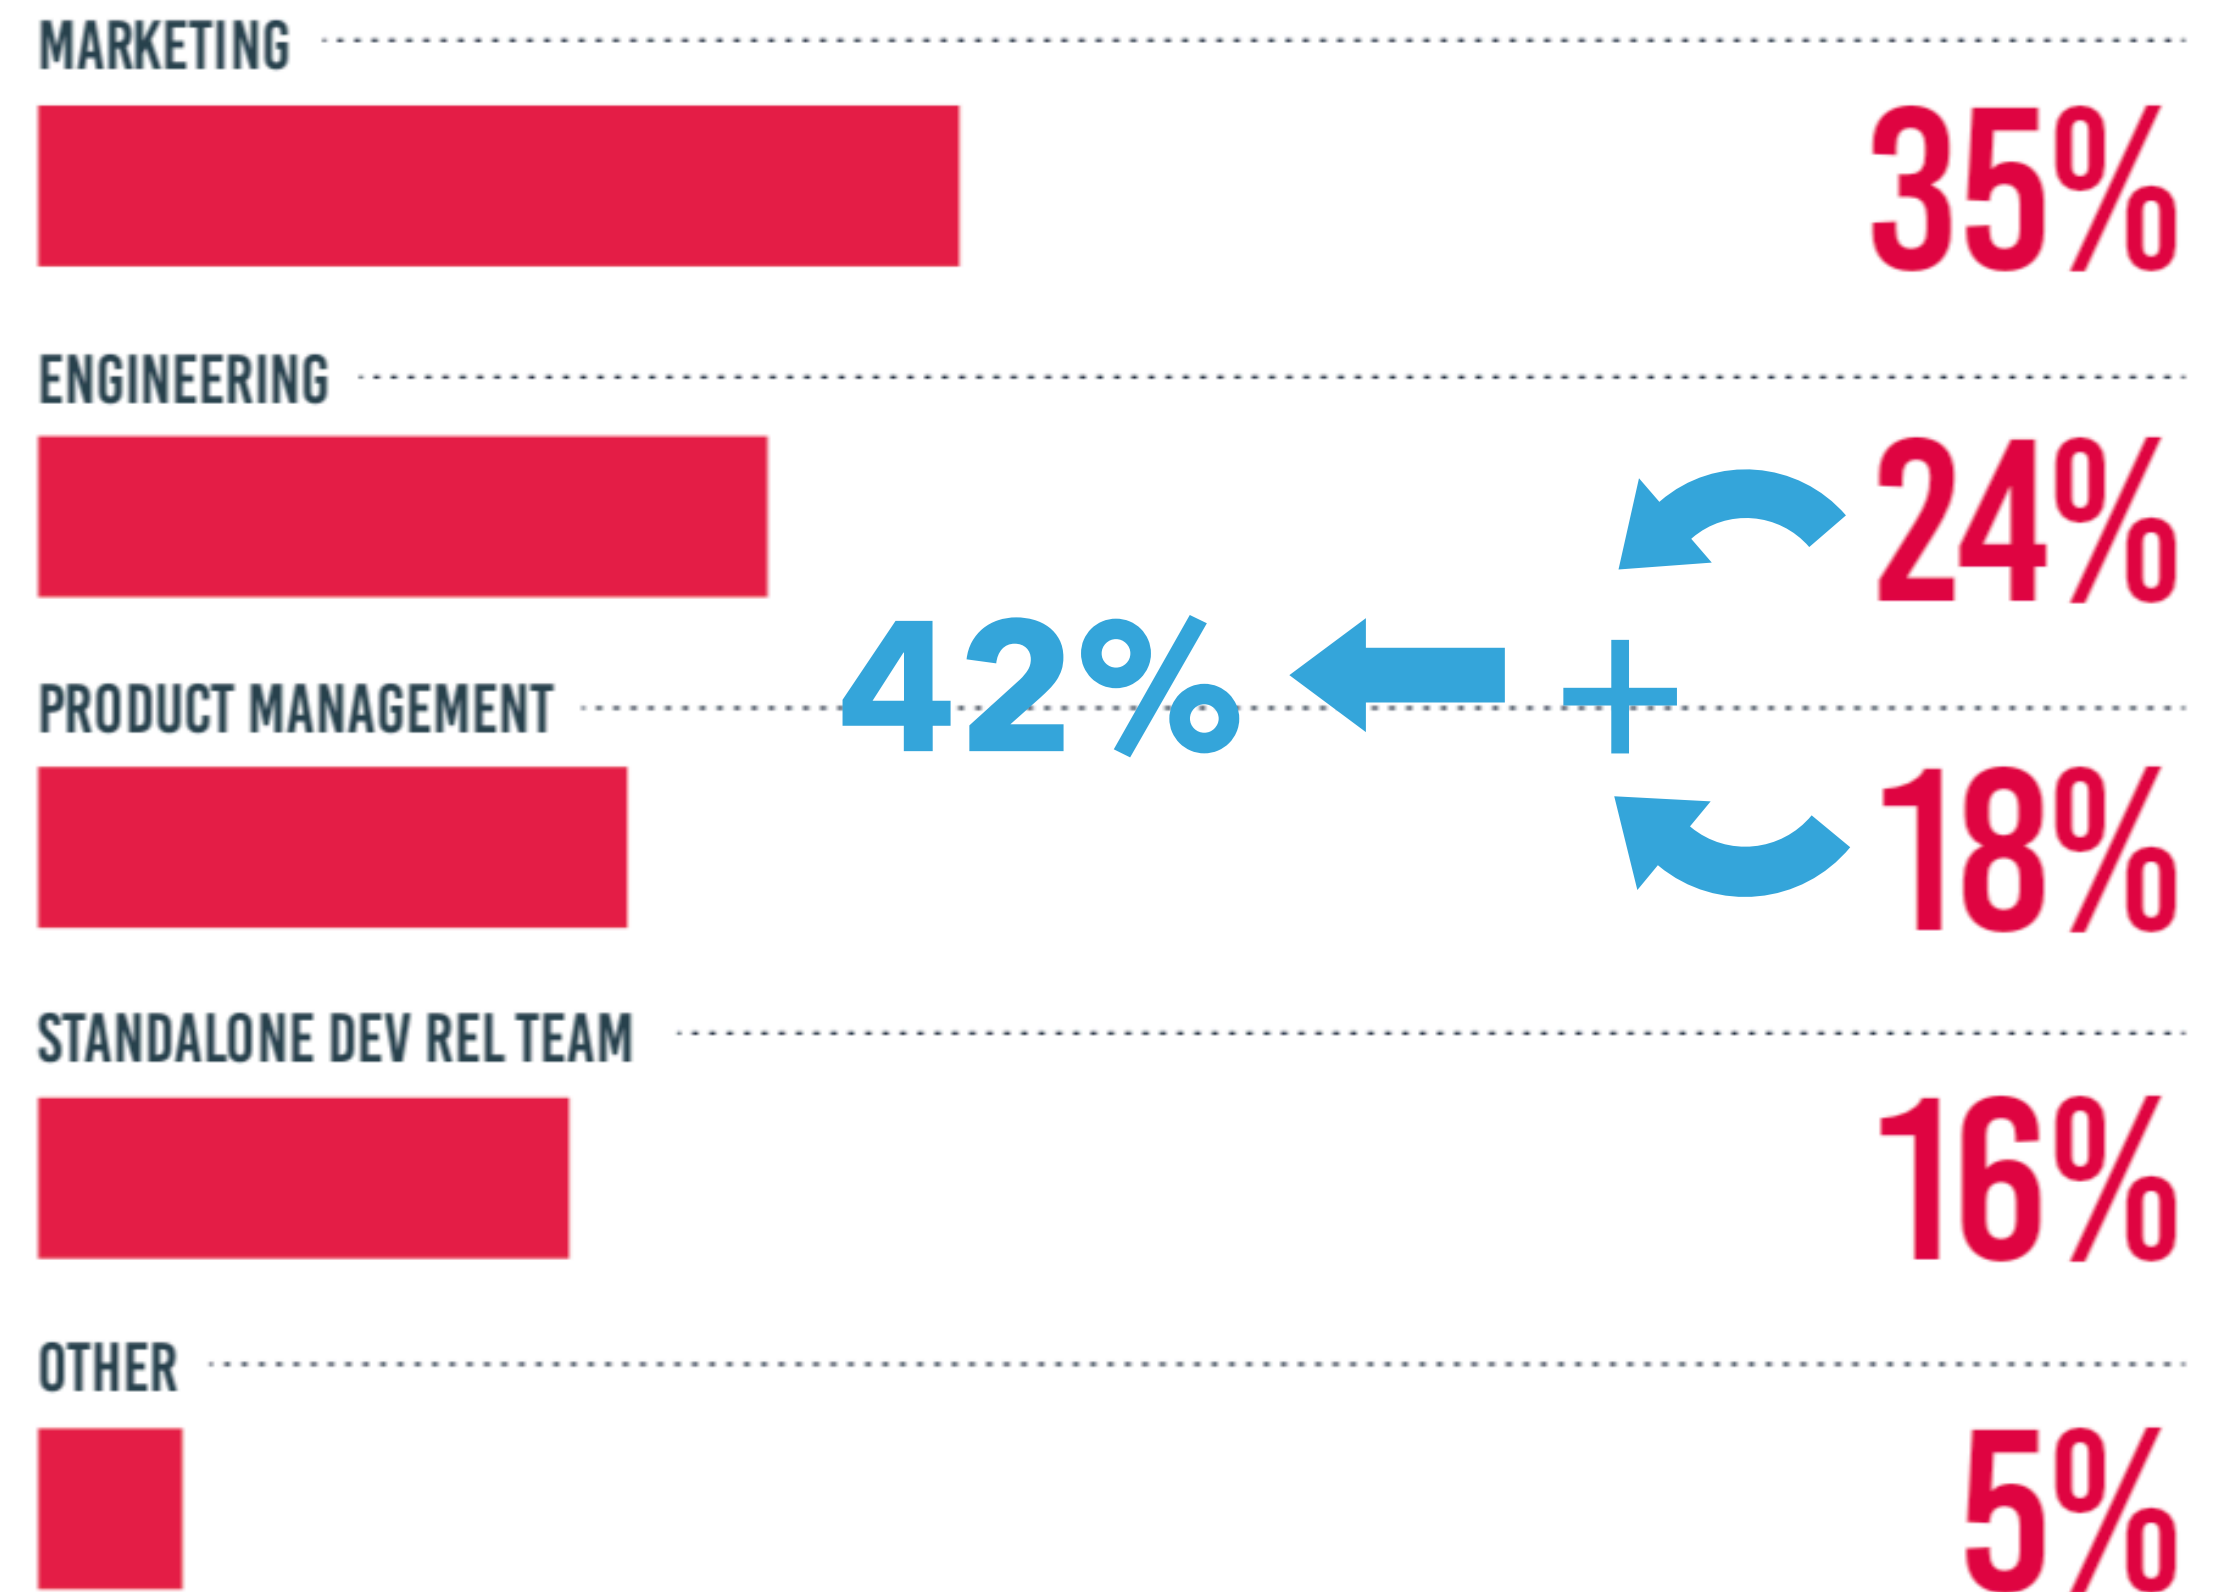 MARKETING
35%
ENGINEERING
24%
42% +
PRODUCT MANAGEMENT
18%
STANDALONE DEV REL TEAM
16%
OTHER
5%